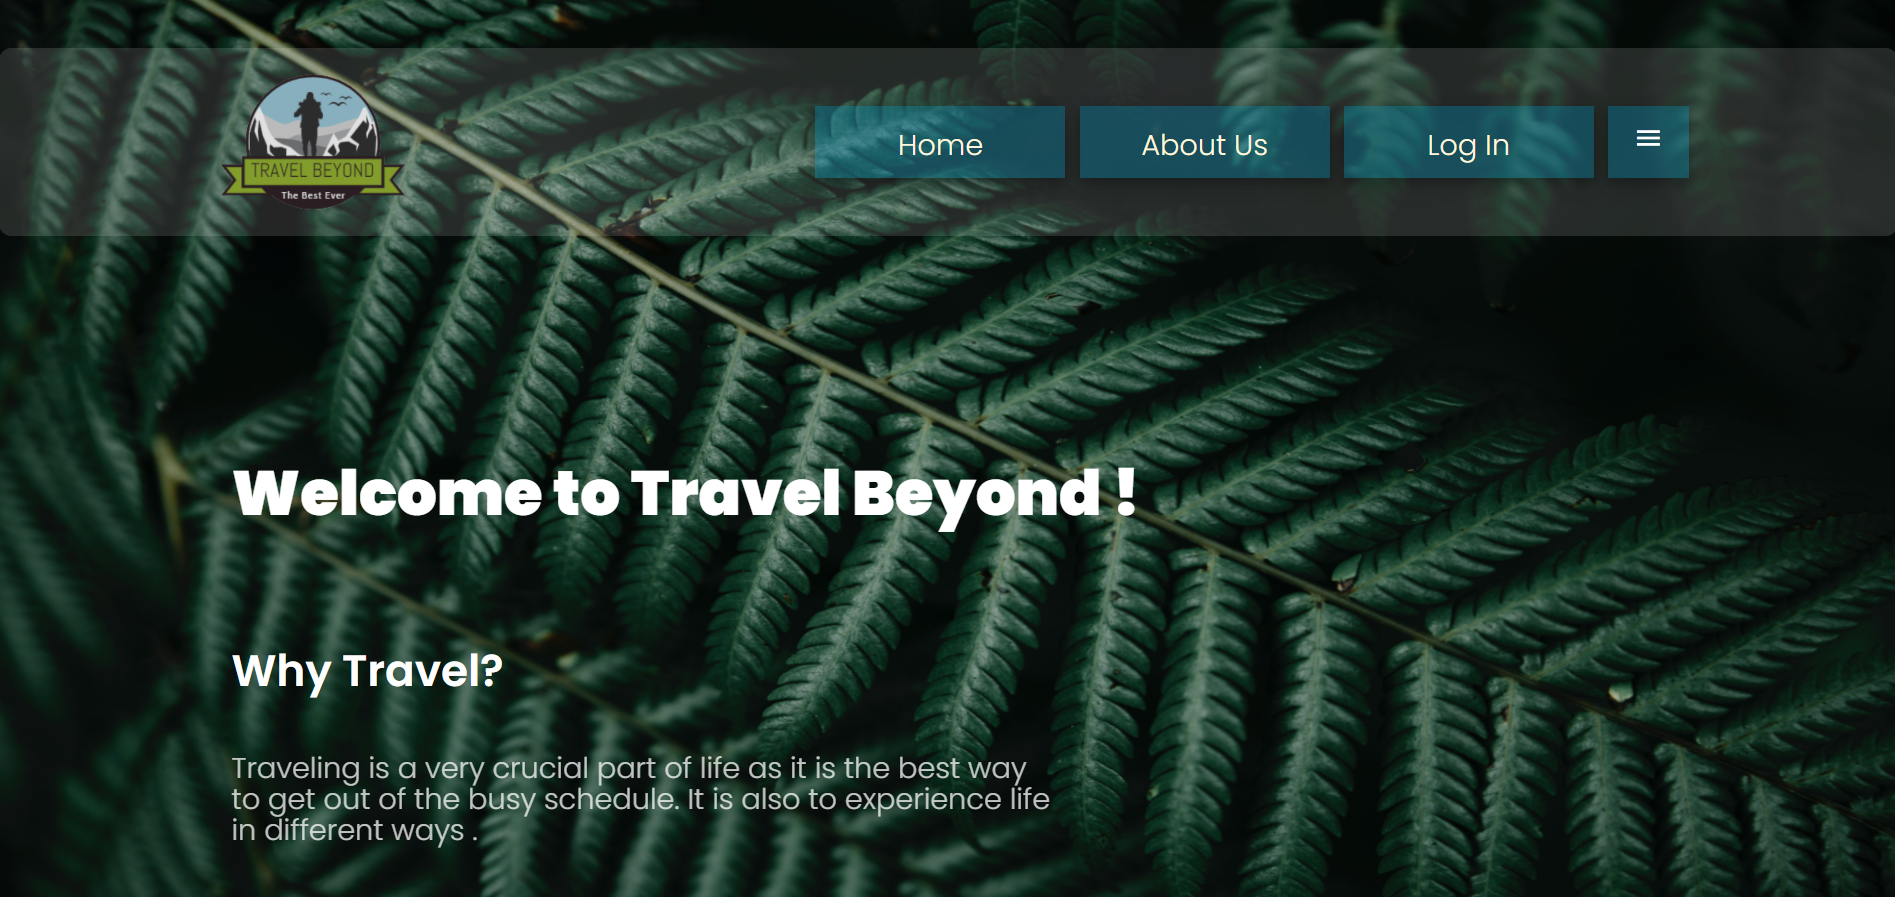 TRAVEL BEYOND
The Best Ever
Home
About Us
Log In
Welcome to Travel Beyond !
Why Travel?
Traveling is a very crucial part of life as it is the best way
to get out of the busy schedule. It is also to experience life
in different ways .